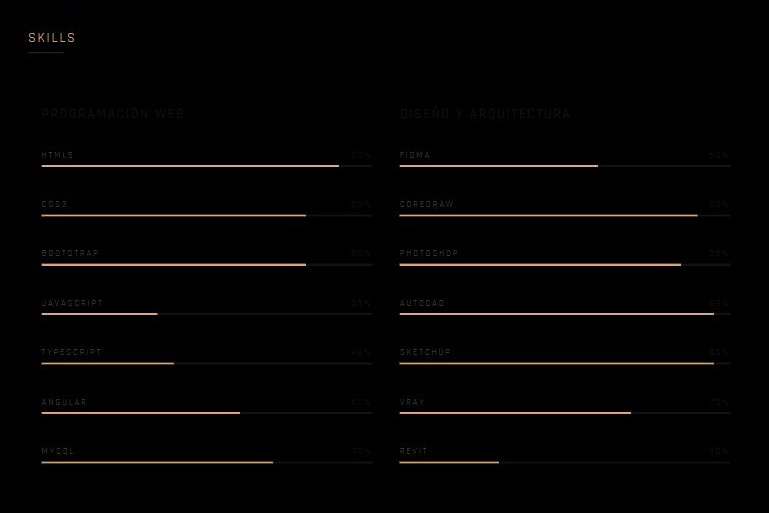 SKILLS
PROGRAMACIÓN WEB
HTML5 90%
CSS3 80%
BOOTSTRAP 80%
JAVASCRIPT 35%
TYPESCRIPT 40%
ANGULAR 60%
MYSQL 70%
DISEÑO Y ARQUITECTURA
FIGMA 60%
COREDRAW 90%
PHOTOSHOP 85%
AUTOCAD 95%
SKETCHUP 95%
VRAY 70%
REVIT 30%